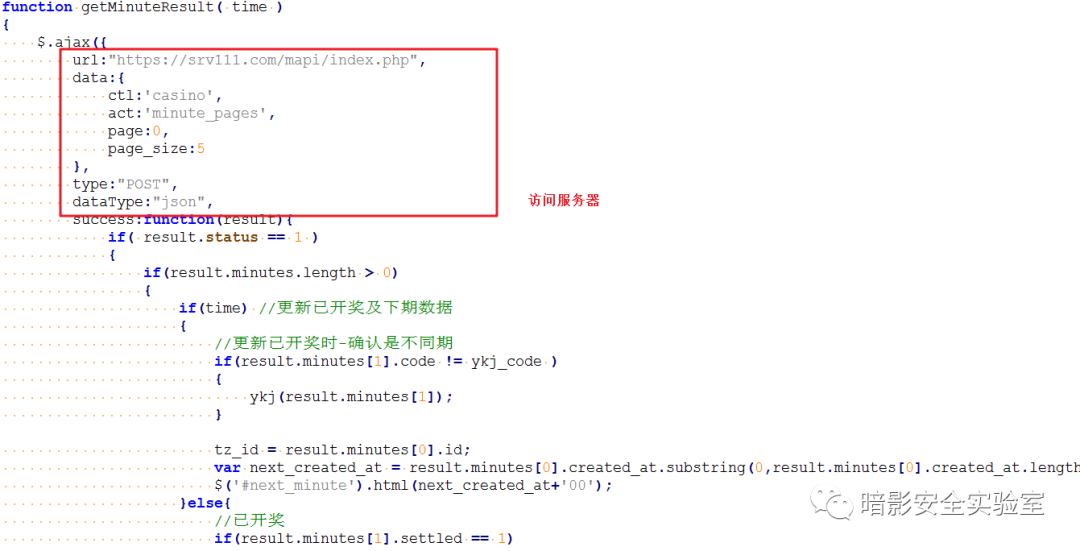 function getMinuteResult( time )
{
$.ajax({
url:"https://srv111.com/mapi/index.php",
data:{
ctl:'casino',
act:'minute_pages',
page:0,
page_size:5
},
type:"POST",
dataType:"json",
访问服务器
success:function(result){
if( result.status == 1 )
{
if(result.minutes.length > 0)
{
if(time) //更新已开奖及下期数据
{
//更新已开奖时-确认是不同期
if(result.minutes[1].code != ykj_code )
{
ykj(result.minutes[1]);
}
tz_id = result.minutes[0].id;
var next_created_at = result.minutes[0].created_at.substring(0,result.minutes[0].created_at.length
$('#next_minute').html(next_created_at+'00');
}else{
//已开奖
if(result.minutes[1].settled == 1)
暗影安全实验室